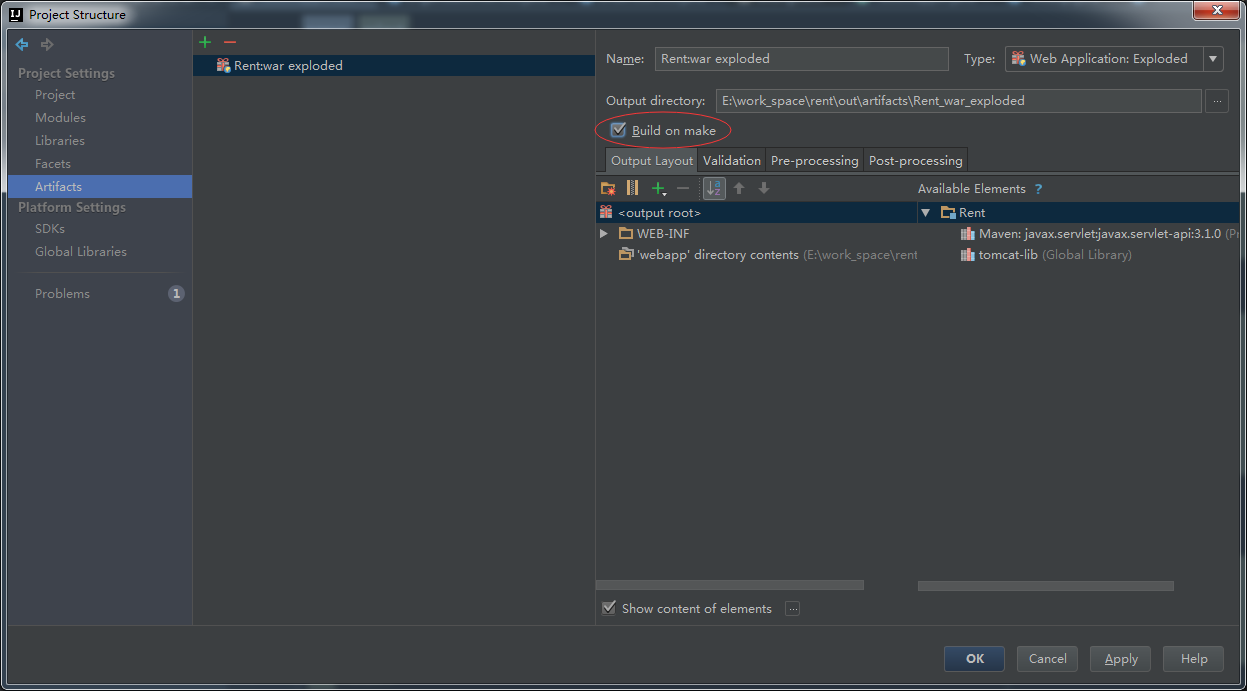 Project Structure
Project Settings
Project
Modules
Libraries
Facets
Artifacts
Platform Settings
SDKs
Global Libraries
Problems 1
Rent:war exploded
Name: Rent:war exploded Type: Web Application: Exploded
Output directory: E:\work_space\rent\out\artifacts\Rent_war_exploded ...
Build on make
Output Layout Validation Pre-processing Post-processing
Available Elements ?
<output root>
WEB-INF
'webapp' directory contents (E:\work_space\rent
Rent
Maven: javax.servlet:javax.servlet-api:3.1.0 (Pr
tomcat-lib (Global Library)
Show content of elements ...
OK Cancel Apply Help